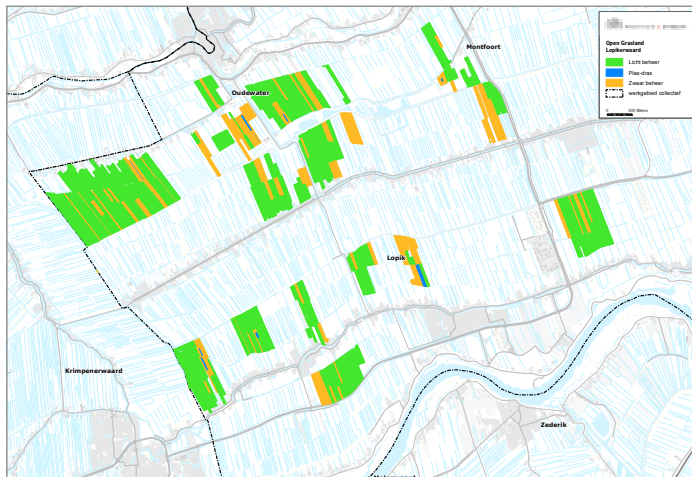 Open Grasland
Lopikerwaard
Licht beheer
Plas-dras
Zwaar beheer
werkgebied collectief
Montfoort
Oudewater
Lopik
Krimpenerwaard
Zederik